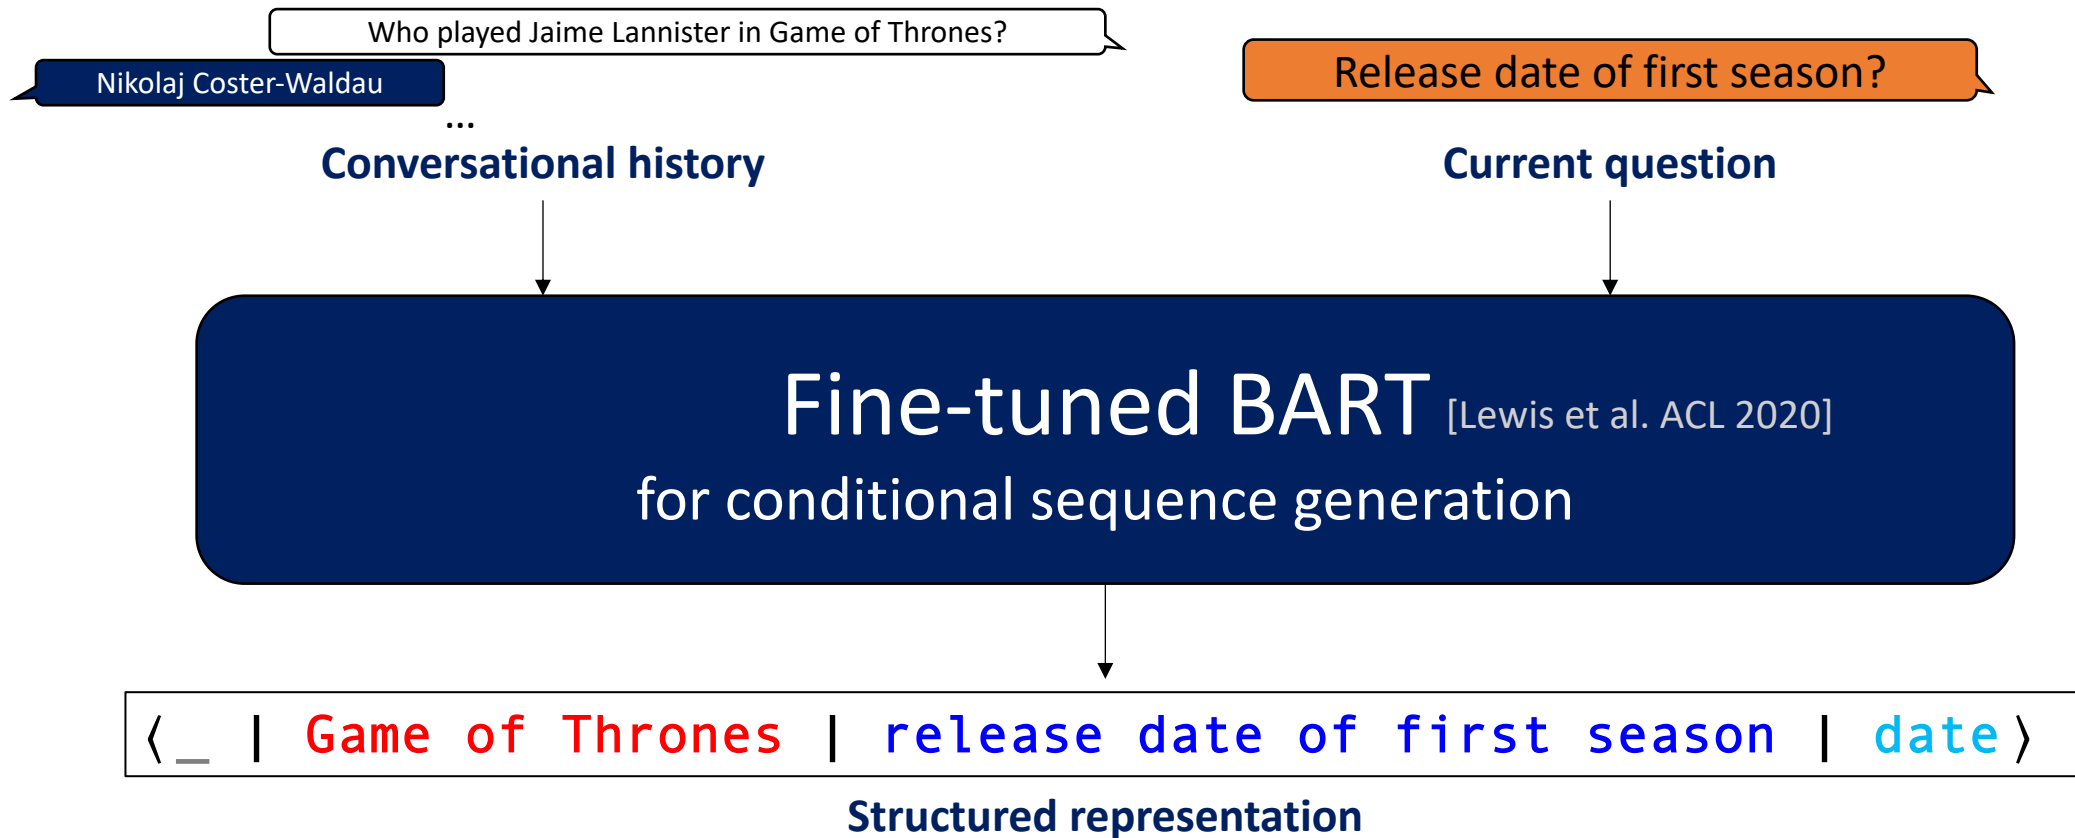 Who played Jaime Lannister in Game of Thrones?
Nikolaj Coster-Waldau
...
Conversational history
Release date of first season?
Current question
Fine-tuned BART [Lewis et al. ACL 2020]
for conditional sequence generation
⟨_ | Game of Thrones | release date of first season | date⟩
Structured representation